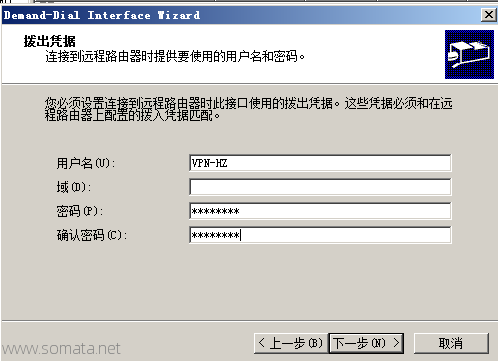 Demand-Dial Interface Wizard
拨出凭据
连接到远程路由器时提供要使用的用户名和密码。
您必须设置连接到远程路由器时此接口使用的拨出凭据。这些凭据必须和在远
程路由器上配置的拨入凭据匹配。
用户名(U):
VPN-HZ
域(D):
密码(P):
********
确认密码(C):
********
www.somata.net
< 上一步(B)
下一步(N) >
取消